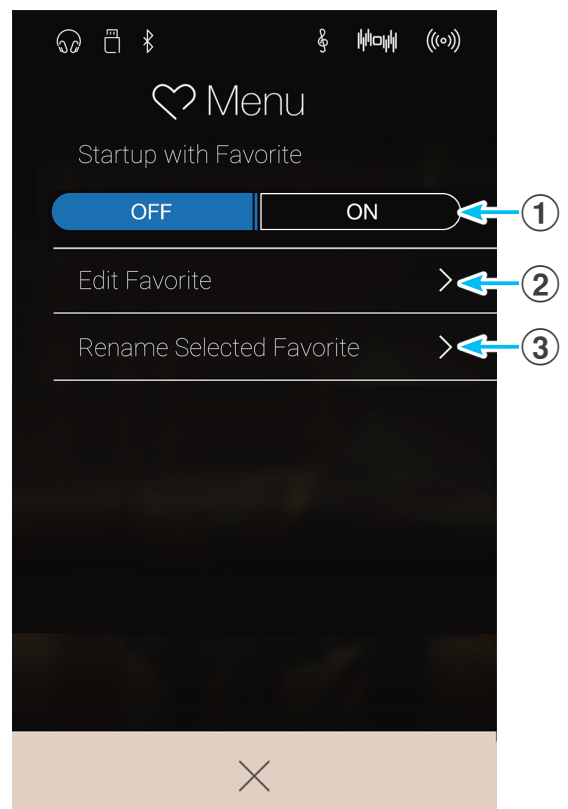 Menu
Startup with Favorite
OFF ON 1
Edit Favorite 2
Rename Selected Favorite 3